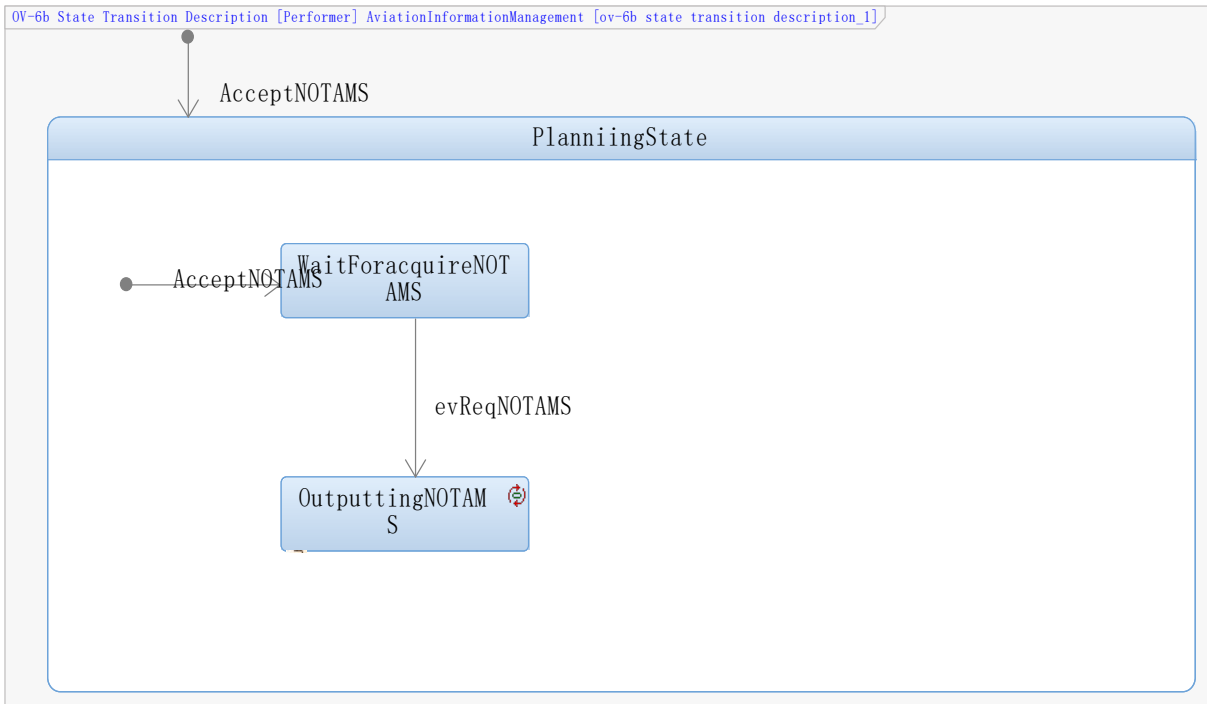 OV-6b State Transition Description [Performer] AviationInformationManagement [ov-6b state transition description_1]
AcceptNOTAMS
PlanniingState
WaitForacquireNOT
AMS
AcceptNOTAMS
evReqNOTAMS
OutputtingNOTAM
S